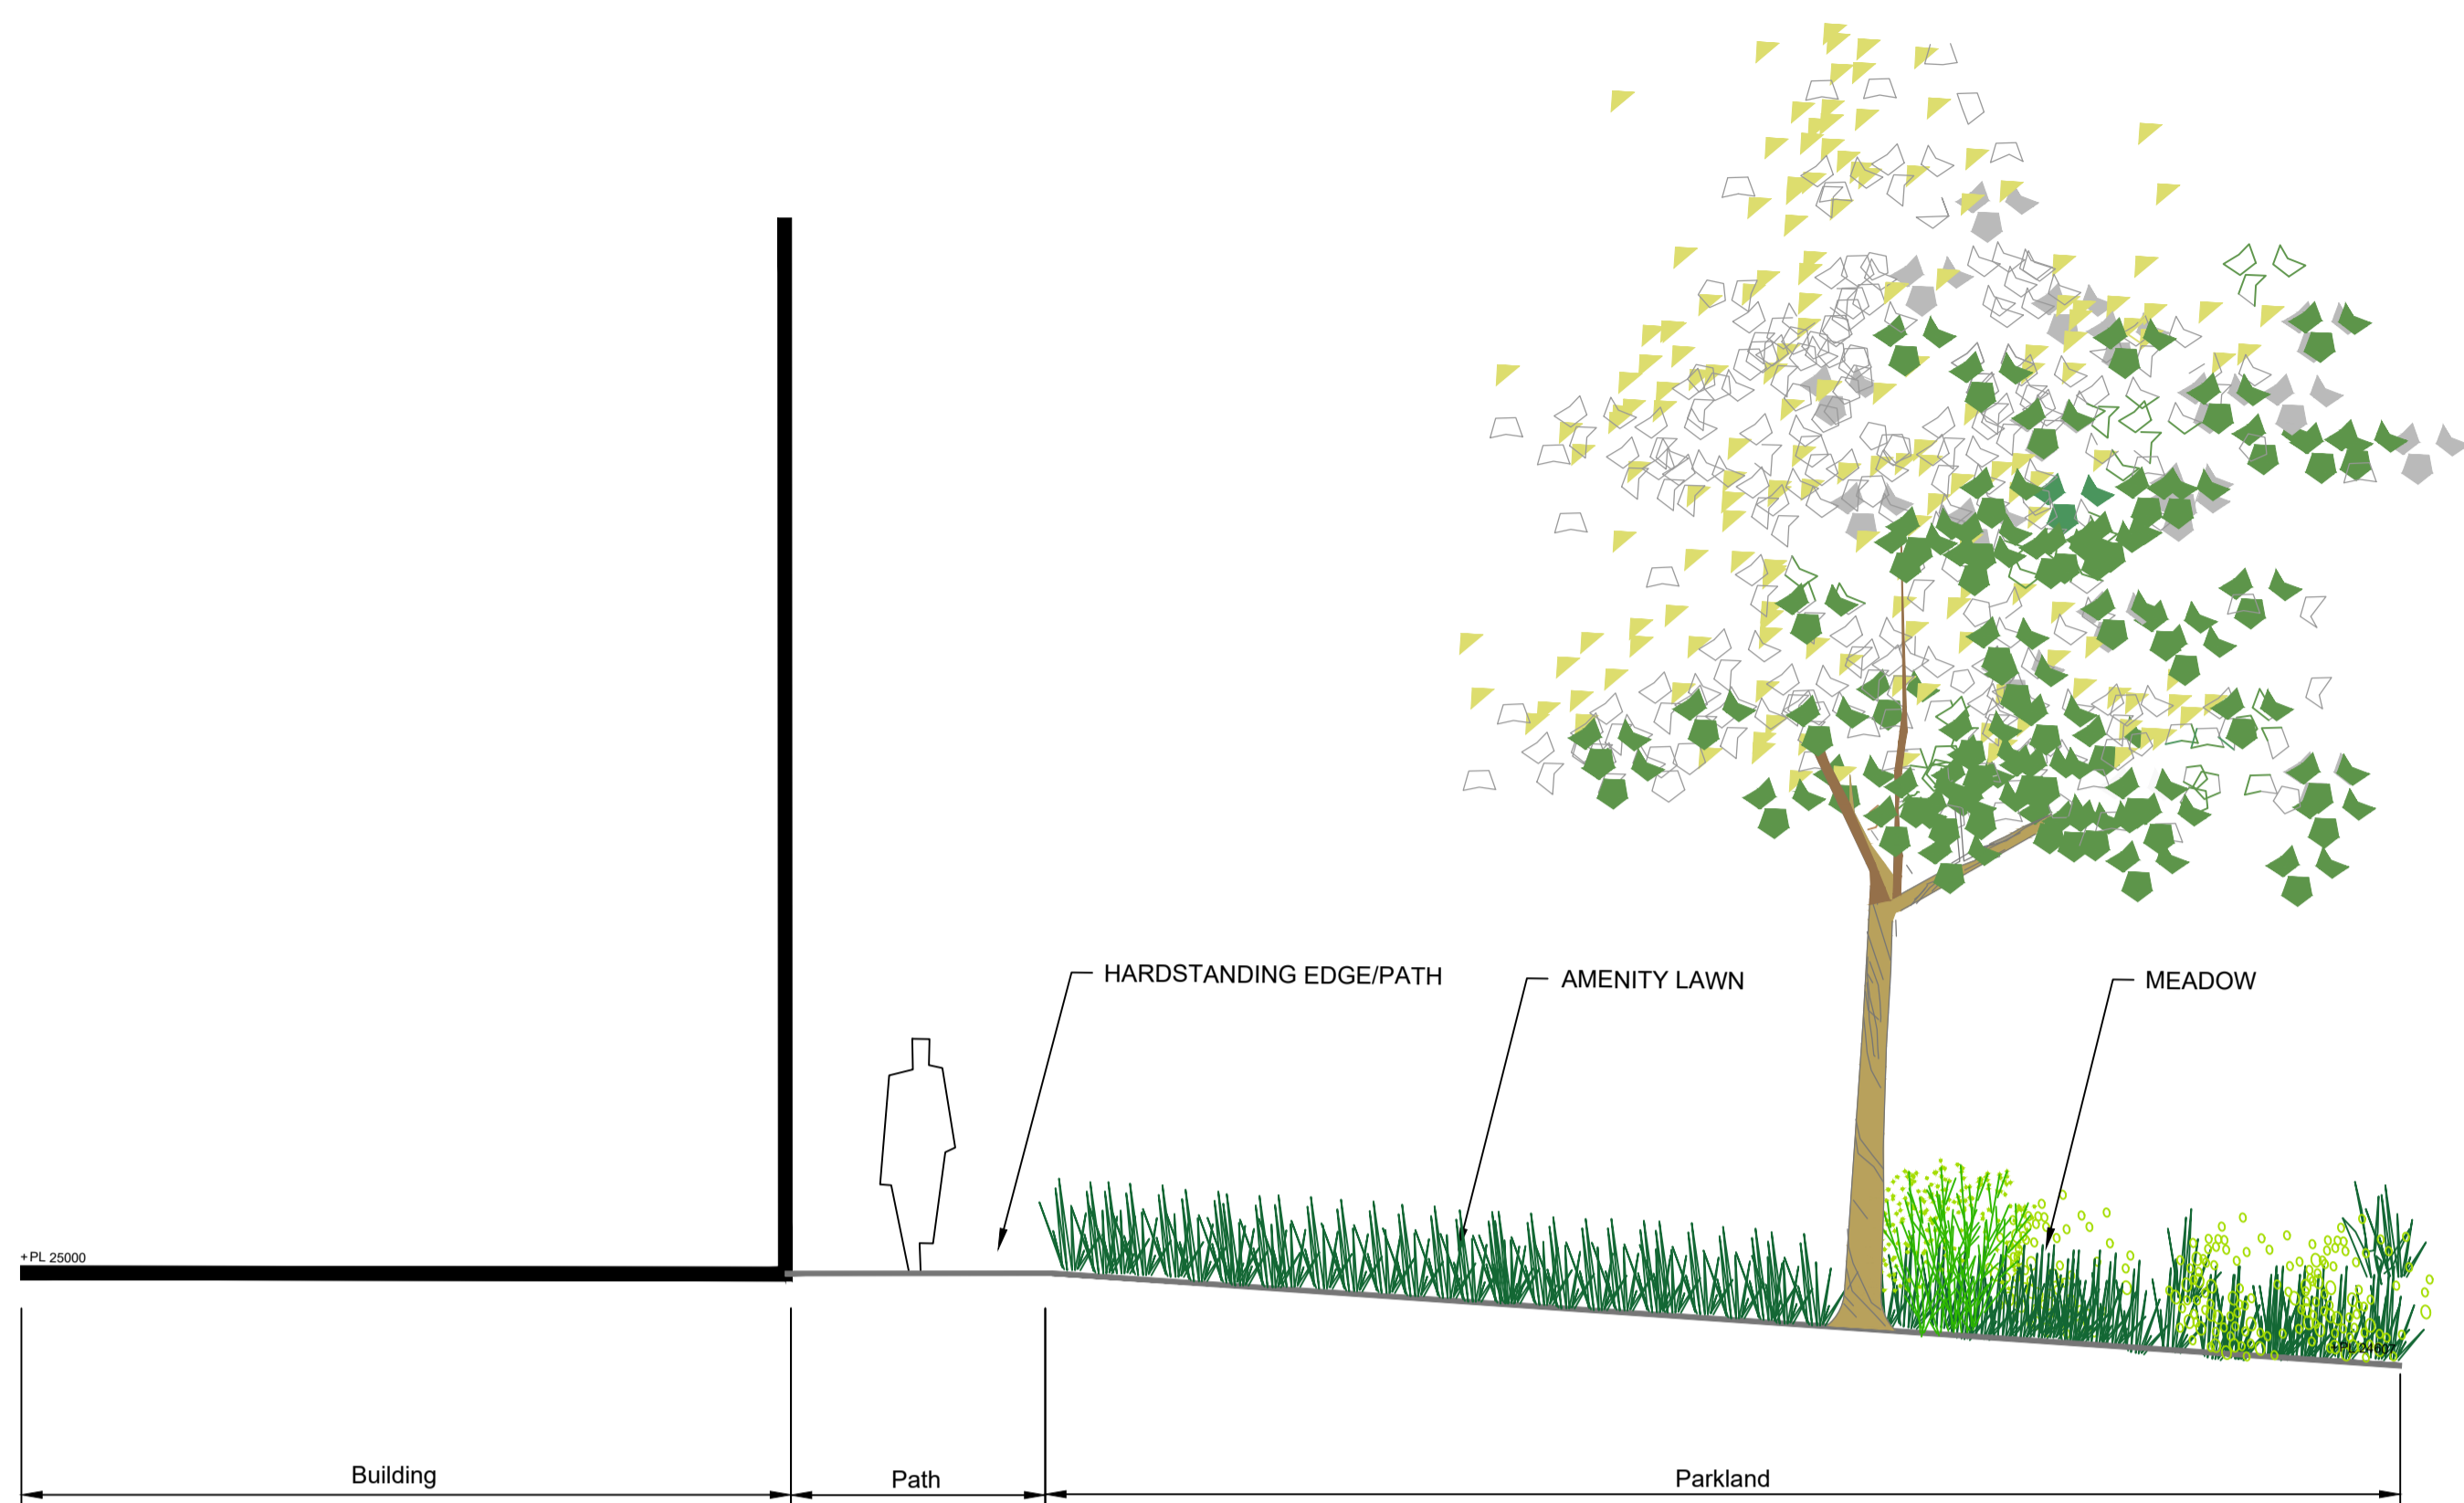 HARDSTANDING EDGE/PATH
AMENITY LAWN
MEADOW
+PL 25000
Building
Path
Parkland